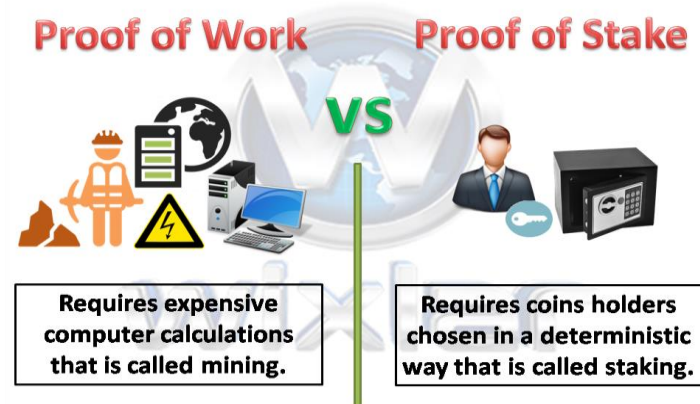 Proof of Work
Proof of Stake
VS
W
Requires expensive
computer calculations
that is called mining.
Requires coins holders
chosen in a deterministic
way that is called staking.
wixlar